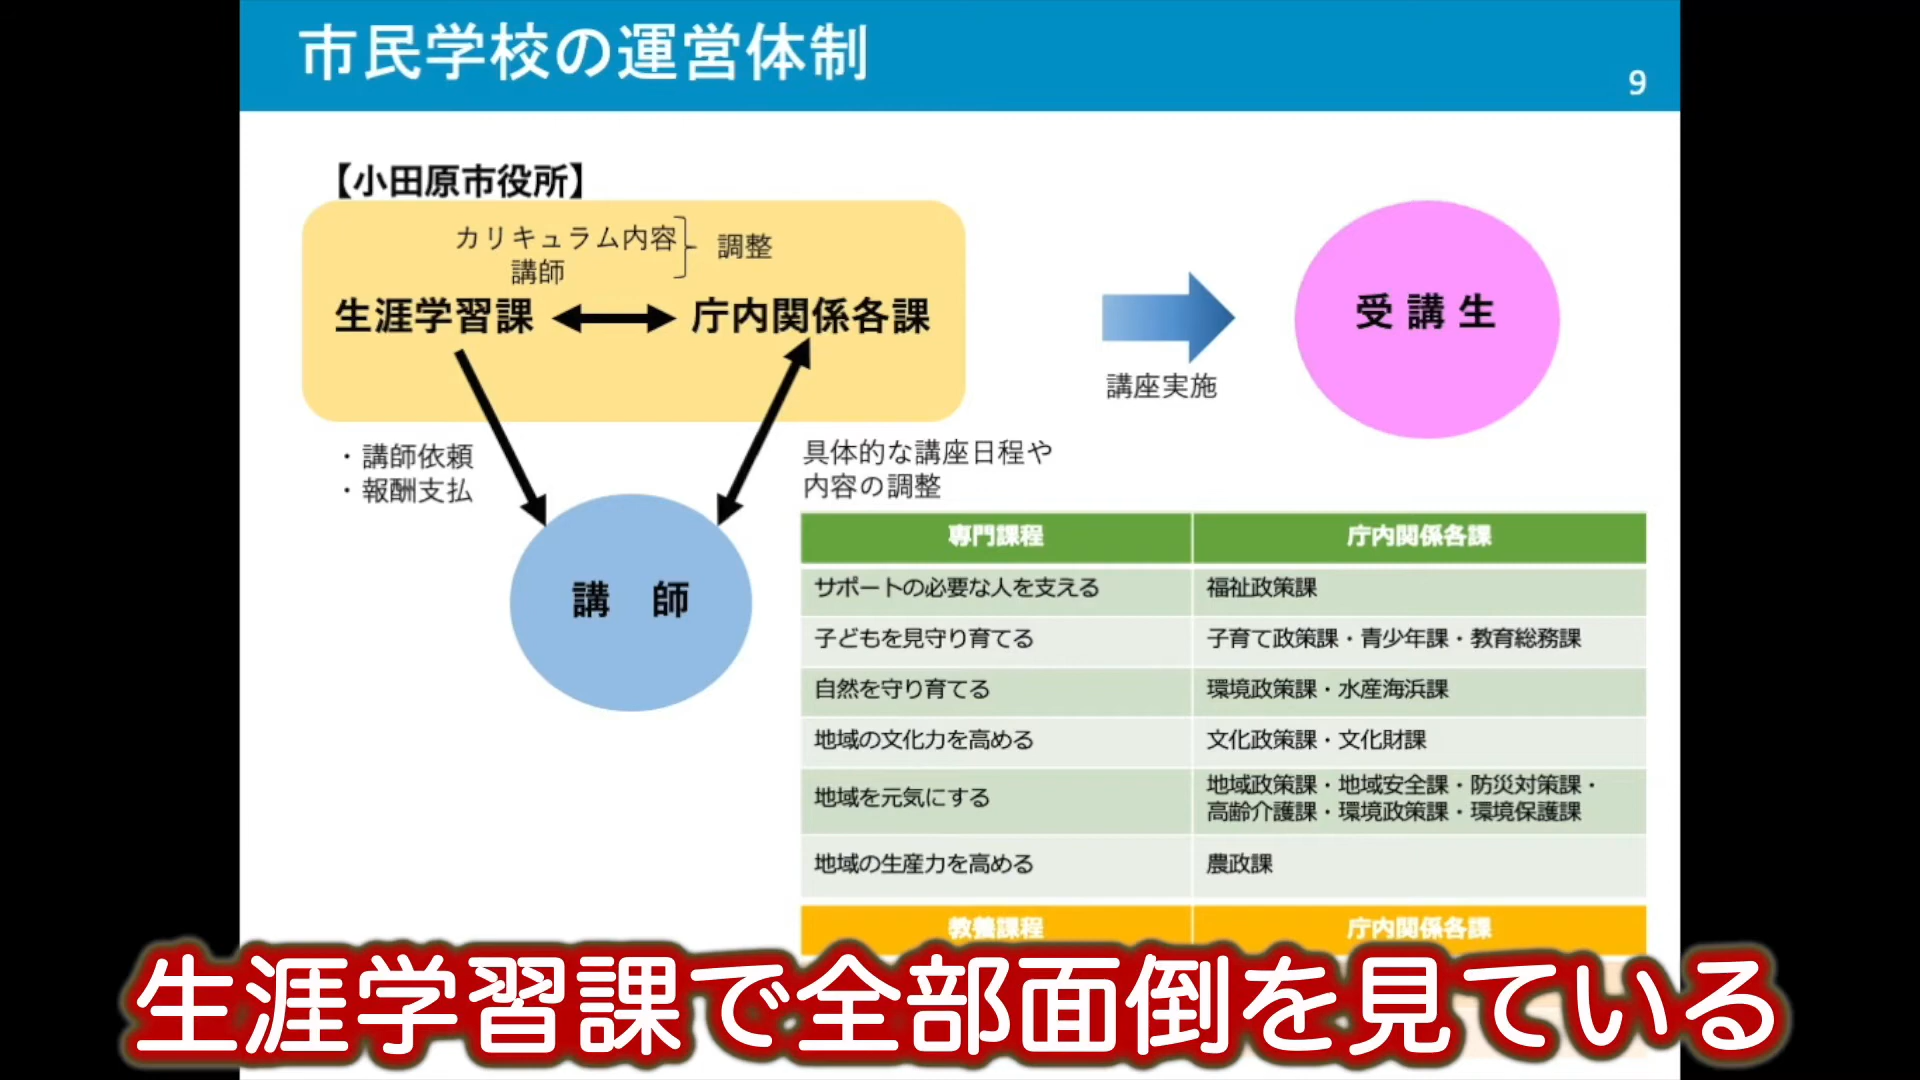 市民学校の運営体制
9
【小田原市役所】
カリキュラム内容
講師
調整
生涯学習課
庁内関係各課
講座実施
受講生
・講師依頼
・報酬支払
具体的な講座日程や
内容の調整
講　師
専門課程 庁内関係各課
サポートの必要な人を支える 福祉政策課
子どもを見守り育てる 子育て政策課・青少年課・教育総務課
自然を守り育てる 環境政策課・水産海浜課
地域の文化力を高める 文化政策課・文化財課
地域を元気にする 地域政策課・地域安全課・防災対策課・
高齢介護課・環境政策課・環境保護課
地域の生産力を高める 農政課
教養課程 庁内関係各課
生涯学習課で全部面倒を見ている